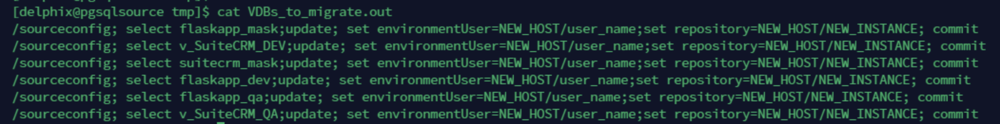 [delphix@pgsqlsource tmp]$ cat VDBs_to_migrate.out
/sourceconfig; select flaskapp_mask;update; set environmentUser=NEW_HOST/user_name;set repository=NEW_HOST/NEW_INSTANCE; commit
/sourceconfig; select v_SuiteCRM_DEV;update; set environmentUser=NEW_HOST/user_name;set repository=NEW_HOST/NEW_INSTANCE; commit
/sourceconfig; select suitecrm_mask;update; set environmentUser=NEW_HOST/user_name;set repository=NEW_HOST/NEW_INSTANCE; commit
/sourceconfig; select flaskapp_dev;update; set environmentUser=NEW_HOST/user_name;set repository=NEW_HOST/NEW_INSTANCE; commit
/sourceconfig; select flaskapp_qa;update; set environmentUser=NEW_HOST/user_name;set repository=NEW_HOST/NEW_INSTANCE; commit
/sourceconfig; select v_SuiteCRM_QA;update; set environmentUser=NEW_HOST/user_name;set repository=NEW_HOST/NEW_INSTANCE; commit